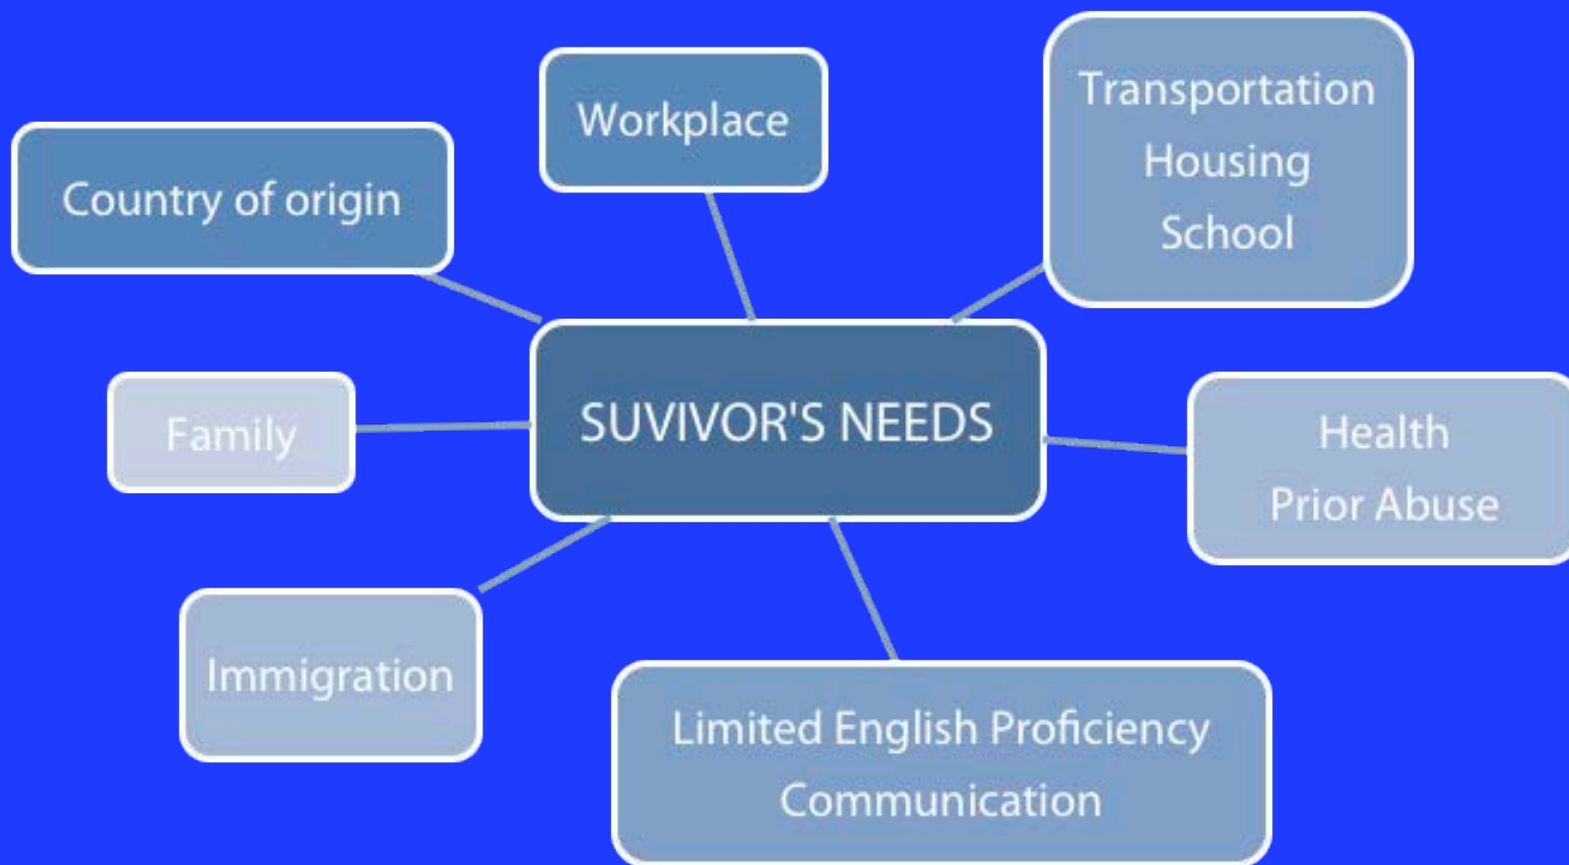 Workplace
Transportation
Housing
School
Country of origin
SUVIVOR'S NEEDS
Family
Health
Prior Abuse
Immigration
Limited English Proficiency
Communication